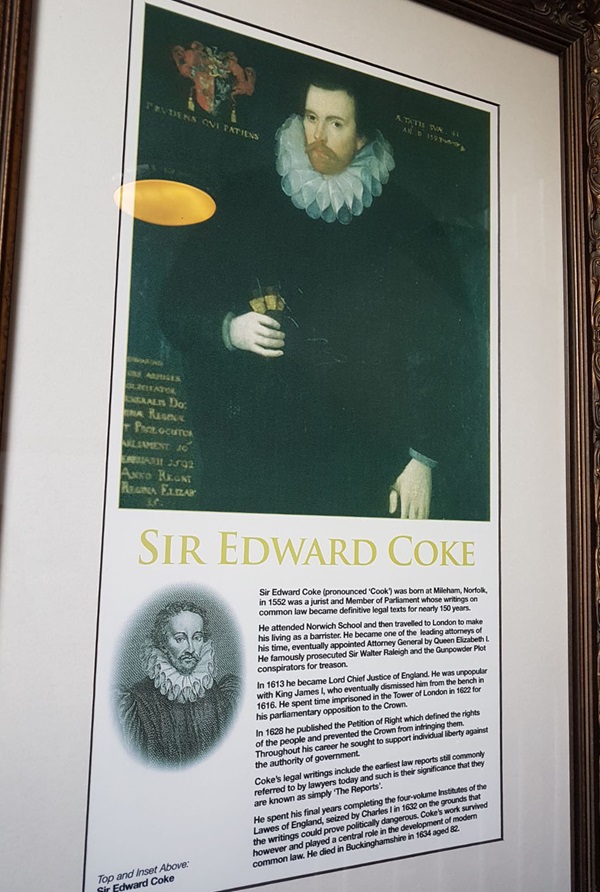 PRVDENS QVI PATIENS
ÆTATIS SVÆ
SIR EDWARD COKE
Sir Edward Coke (pronounced 'Cook') was born at Mileham, Norfolk,
in 1552 was a jurist and Member of Parliament whose writings on
common law became definitive legal texts for nearly 150 years.
He attended Norwich School and then travelled to London to make
his living as a barrister. He became one of the leading attorneys of
his time, eventually appointed Attorney General by Queen Elizabeth I.
He famously prosecuted Sir Walter Raleigh and the Gunpowder Plot
conspirators for treason.
In 1613 he became Lord Chief Justice of England. He was unpopular
with King James I, who eventually dismissed him from the bench in
1616. He spent time imprisoned in the Tower of London in 1622 for
his parliamentary opposition to the Crown.
In 1628 he published the Petition of Right which defined the rights
of the people and prevented the Crown from infringing them.
Throughout his career he sought to support individual liberty against
the authority of government.
Coke's legal writings include the earliest law reports still commonly
referred to by lawyers today and such is their significance that they
are known as simply 'The Reports'.
He spent his final years completing the four-volume Institutes of the
Lawes of England, seized by Charles I in 1632 on the grounds that
the writings could prove politically dangerous. Coke's work survived
however and played a central role in the development of modern
common law. He died in Buckinghamshire in 1634 aged 82.
Top and Inset Above:
Sir Edward Coke